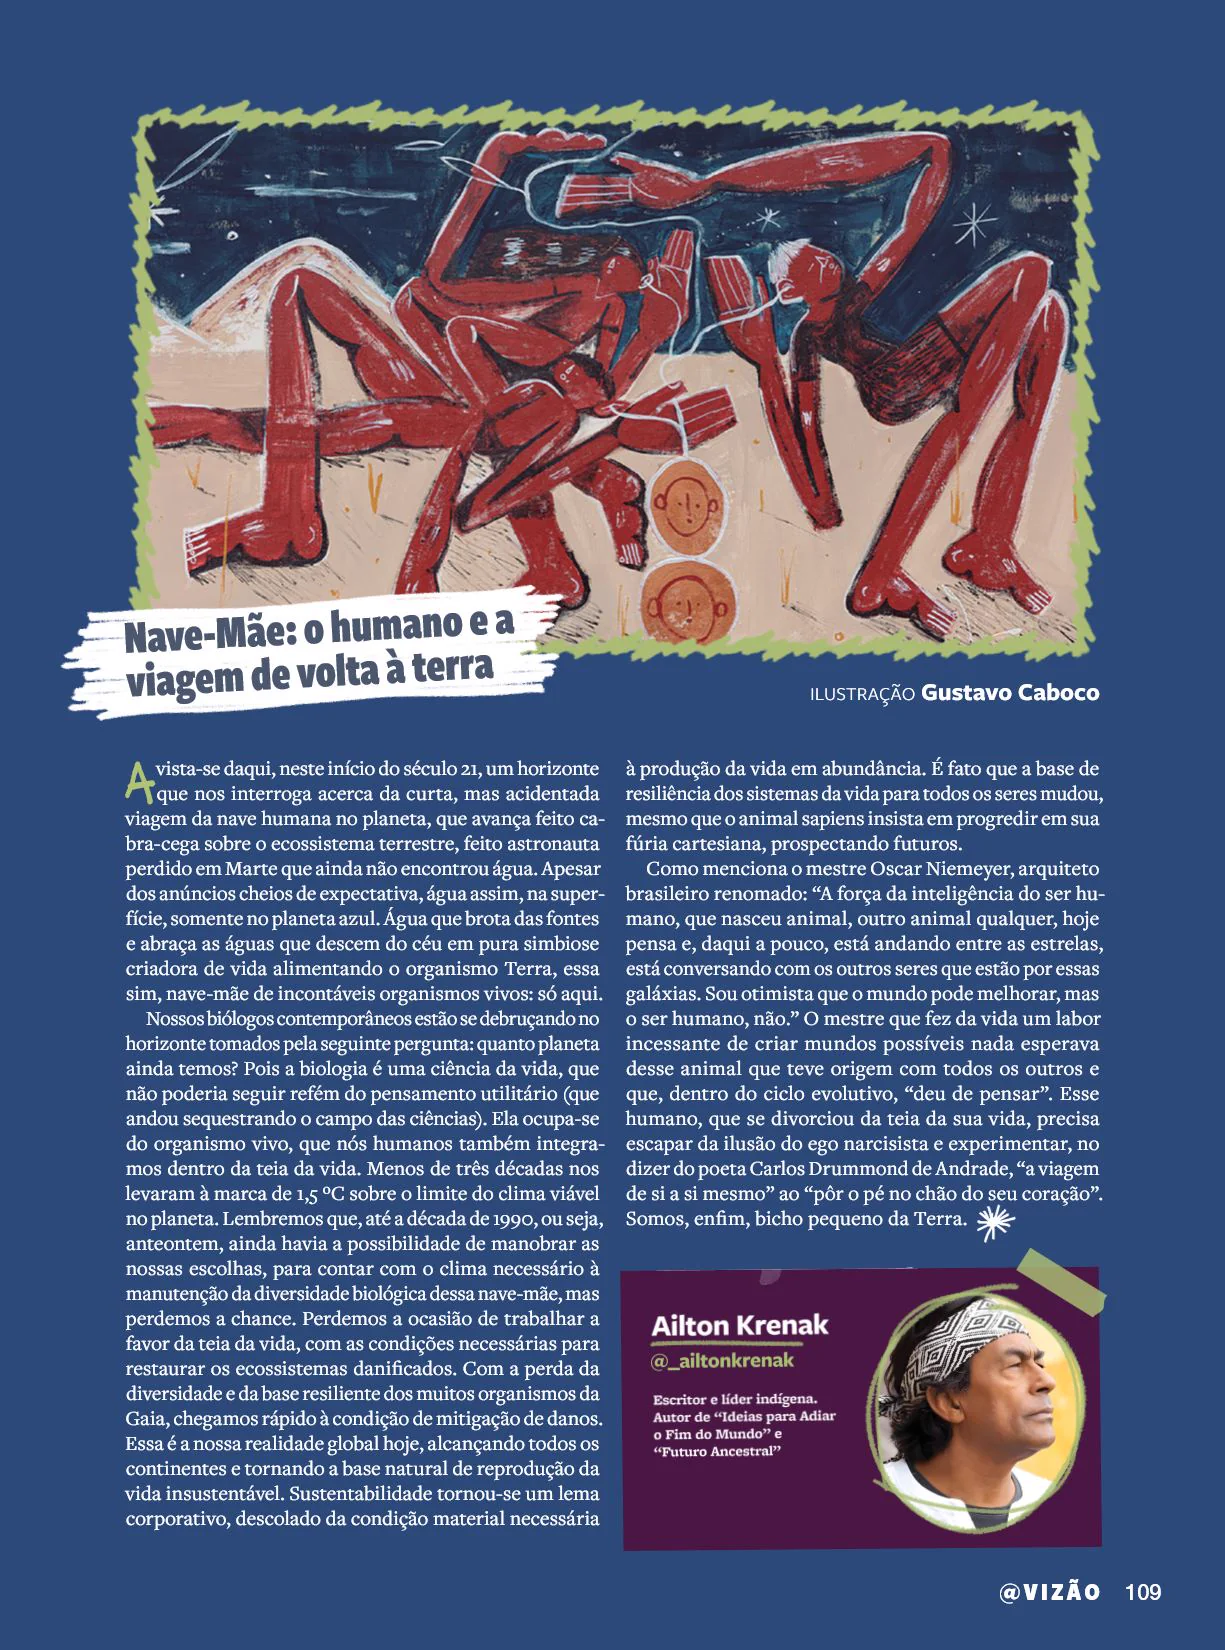 Nave-Mãe: o humano e a
viagem de volta à terra
ILUSTRAÇÃO Gustavo Caboco
Avista-se daqui, neste início do século 21, um horizonte
que nos interroga acerca da curta, mas acidentada
viagem da nave humana no planeta, que avança feito ca-
bra-cega sobre o ecossistema terrestre, feito astronauta
perdido em Marte que ainda não encontrou água. Apesar
dos anúncios cheios de expectativa, água assim, na super-
fície, somente no planeta azul. Água que brota das fontes
e abraça as águas que descem do céu em pura simbiose
criadora de vida alimentando o organismo Terra, essa
sim, nave-mãe de incontáveis organismos vivos: só aqui.
Nossos biólogos contemporâneos estão se debruçando no
horizonte tomados pela seguinte pergunta: quanto planeta
ainda temos? Pois a biologia é uma ciência da vida, que
não poderia seguir refém do pensamento utilitário (que
andou sequestrando o campo das ciências). Ela ocupa-se
do organismo vivo, que nós humanos também integra-
mos dentro da teia da vida. Menos de três décadas nos
levaram à marca de 1,5 ºC sobre o limite do clima viável
no planeta. Lembremos que, até a década de 1990, ou seja,
anteontem, ainda havia a possibilidade de manobrar as
nossas escolhas, para contar com o clima necessário à
manutenção da diversidade biológica dessa nave-mãe, mas
perdemos a chance. Perdemos a ocasião de trabalhar a
favor da teia da vida, com as condições necessárias para
restaurar os ecossistemas danificados. Com a perda da
diversidade e da base resiliente dos muitos organismos da
Gaia, chegamos rápido à condição de mitigação de danos.
Essa é a nossa realidade global hoje, alcançando todos os
continentes e tornando a base natural de reprodução da
vida insustentável. Sustentabilidade tornou-se um lema
corporativo, descolado da condição material necessária
à produção da vida em abundância. É fato que a base de
resiliência dos sistemas da vida para todos os seres mudou,
mesmo que o animal sapiens insista em progredir em sua
fúria cartesiana, prospectando futuros.
Como menciona o mestre Oscar Niemeyer, arquiteto
brasileiro renomado: “A força da inteligência do ser hu-
mano, que nasceu animal, outro animal qualquer, hoje
pensa e, daqui a pouco, está andando entre as estrelas,
está conversando com os outros seres que estão por essas
galáxias. Sou otimista que o mundo pode melhorar, mas
o ser humano, não.” O mestre que fez da vida um labor
incessante de criar mundos possíveis nada esperava
desse animal que teve origem com todos os outros e
que, dentro do ciclo evolutivo, “deu de pensar”. Esse
humano, que se divorciou da teia da sua vida, precisa
escapar da ilusão do ego narcisista e experimentar, no
dizer do poeta Carlos Drummond de Andrade, “a viagem
de si a si mesmo” ao “pôr o pé no chão do seu coração”.
Somos, enfim, bicho pequeno da Terra.
Ailton Krenak
@_ailtonkrenak
Escritor e líder indígena.
Autor de “Ideias para Adiar
o Fim do Mundo” e
“Futuro Ancestral”
@VIZÃO 109